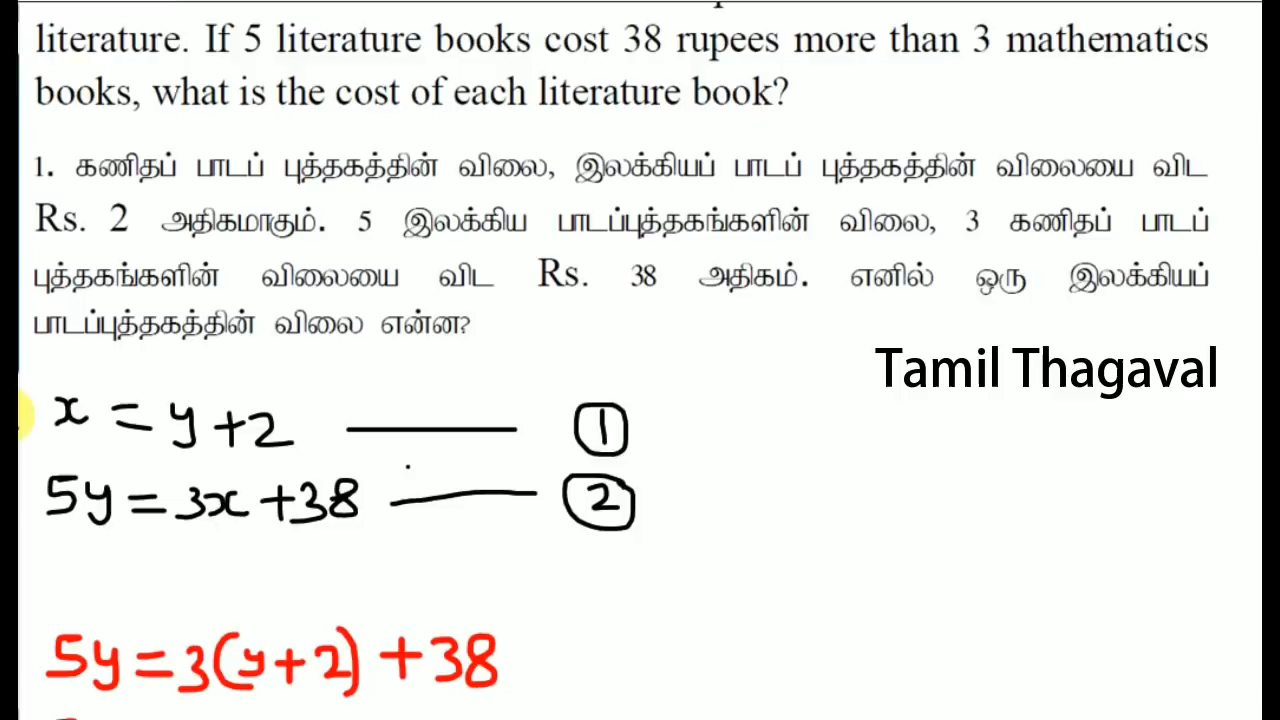 literature. If 5 literature books cost 38 rupees more than 3 mathematics
books, what is the cost of each literature book?
1. கணிதப் பாடப் புத்தகத்தின் விலை, இலக்கியப் பாடப் புத்தகத்தின் விலையை விட
Rs. 2 அதிகமாகும். 5 இலக்கிய பாடப்புத்தகங்களின் விலை, 3 கணிதப் பாடப்
புத்தகங்களின் விலையை விட Rs. 38 அதிகம். எனில் ஒரு இலக்கியப்
பாடப்புத்தகத்தின் விலை என்ன?
Tamil Thagaval
x = y + 2 —— 1
5y = 3x + 38 —— 2
5y = 3(y + 2) + 38